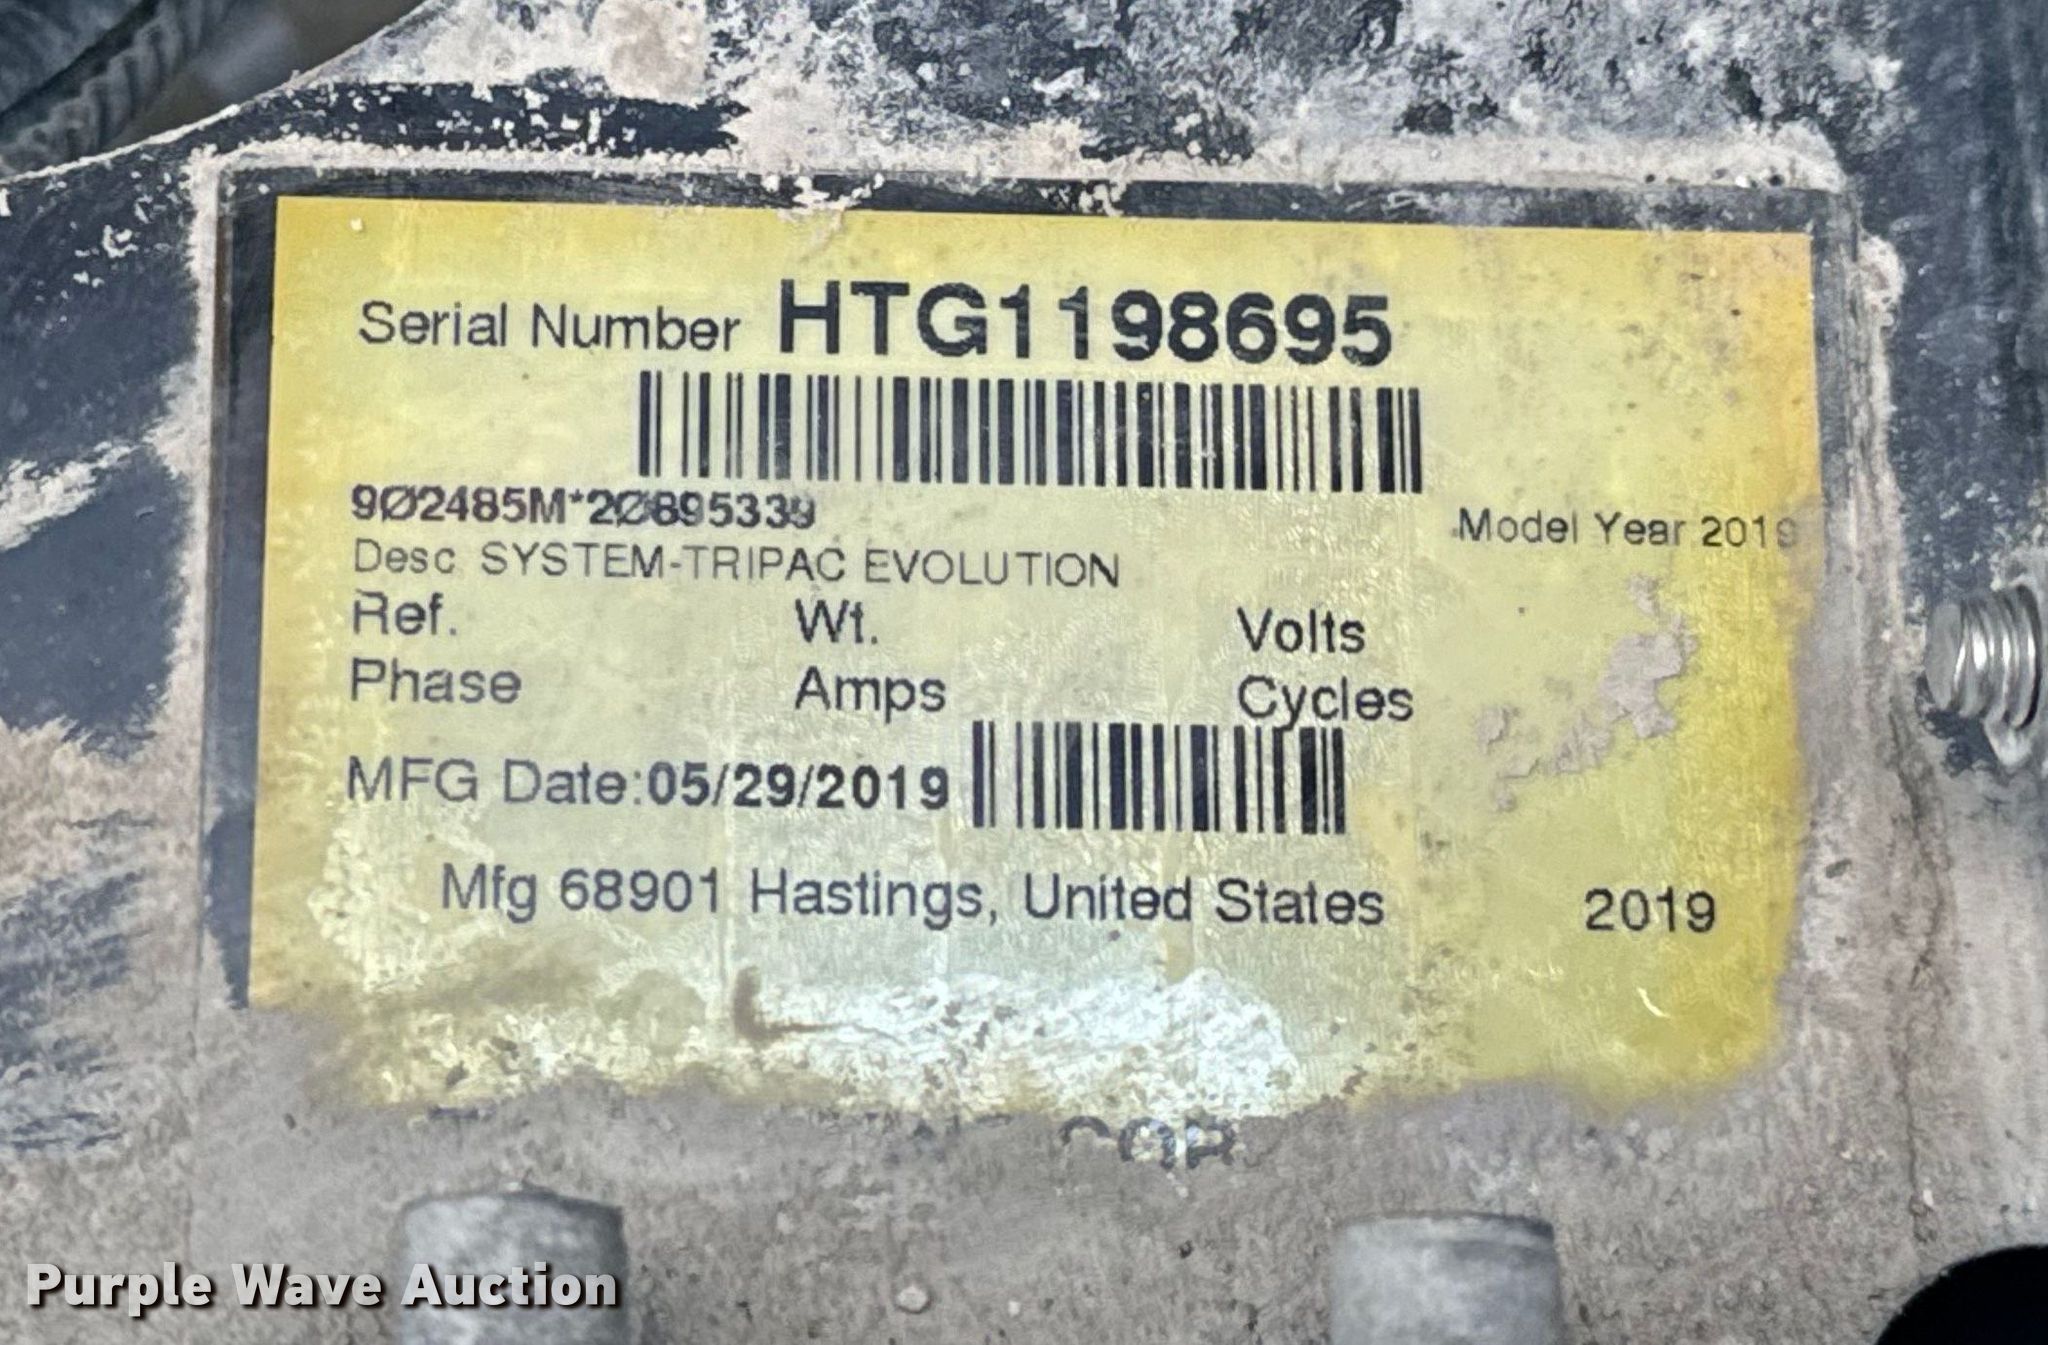 Serial Number HTG1198695
9Ø2485M*2Ø895339
Model Year 2019
Desc SYSTEM-TRIPAC EVOLUTION
Ref. Wt. Volts
Phase Amps Cycles
MFG Date:05/29/2019
Mfg 68901 Hastings, United States 2019
Purple Wave Auction